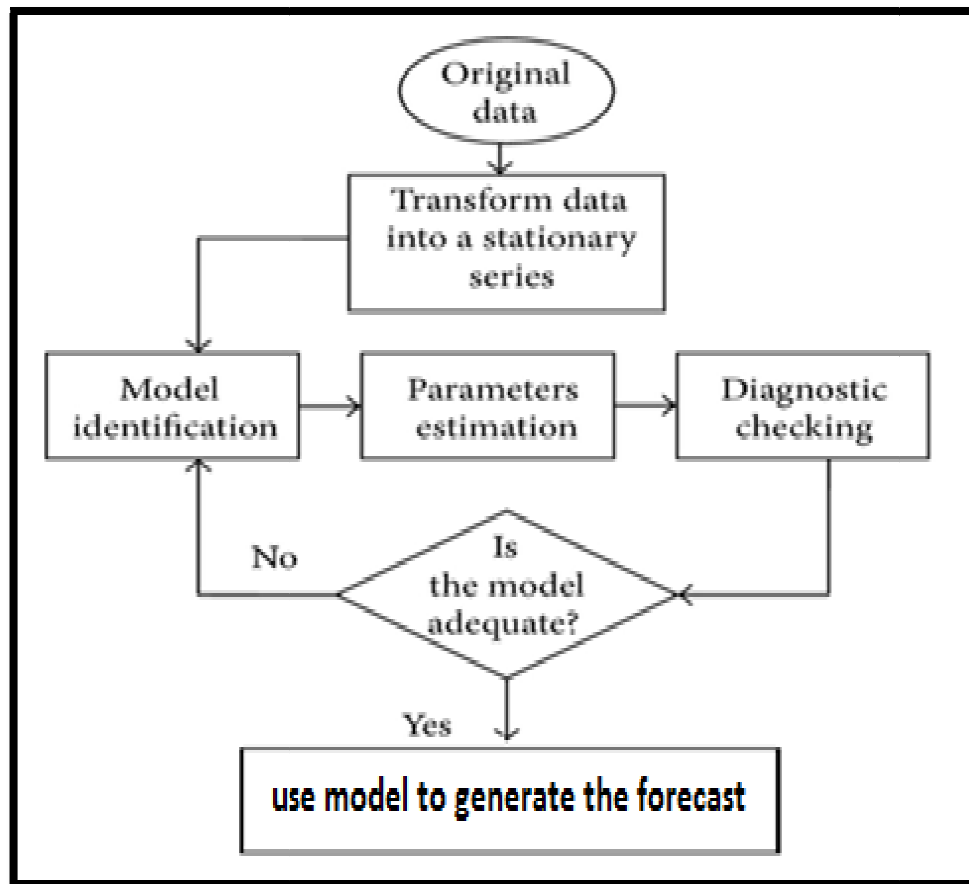 Original
data
Transform data
into a stationary
series
Model
identification
Parameters
estimation
Diagnostic
checking
Is
the model
adequate?
No
Yes
use model to generate the forecast